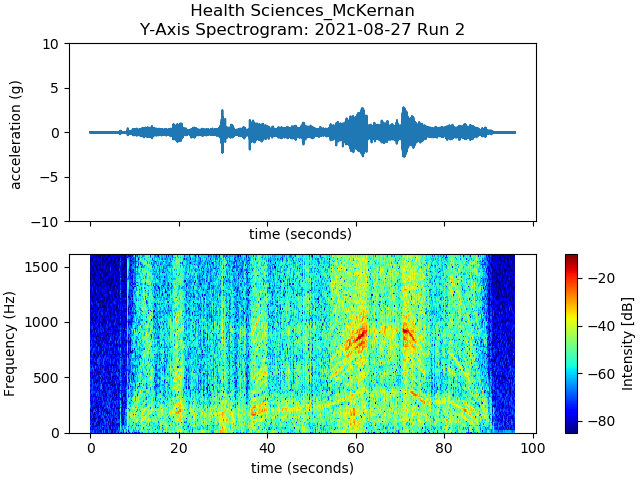 Health Sciences_McKernan
Y-Axis Spectrogram: 2021-08-27 Run 2
acceleration (g)
10
5
0
−5
−10
time (seconds)
Frequency (Hz)
1500
1000
500
0
0 20 40 60 80 100
time (seconds)
−20
−40
−60
−80
Intensity [dB]